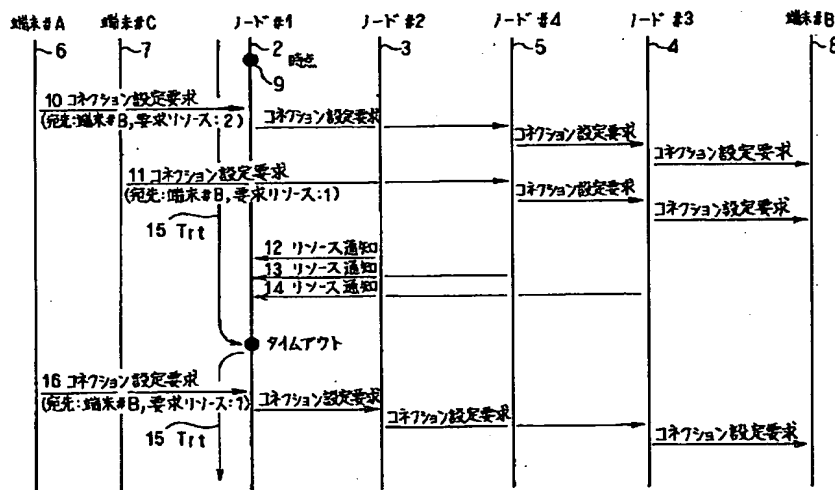 端末#A 端末#C ノード#1 ノード#2 ノード#4 ノード#3 端末#B
6 7 2 3 5 4 8
時点
9
10 コネクション設定要求
(宛先:端末#B,要求リソース:2)
コネクション設定要求
コネクション設定要求
コネクション設定要求
11 コネクション設定要求
(宛先:端末#B,要求リソース:1)
コネクション設定要求
コネクション設定要求
15 Trt
12 リソース通知
13 リソース通知
14 リソース通知
タイムアウト
16 コネクション設定要求
(宛先:端末#B,要求リソース:1)
コネクション設定要求
コネクション設定要求
コネクション設定要求
15 Trt